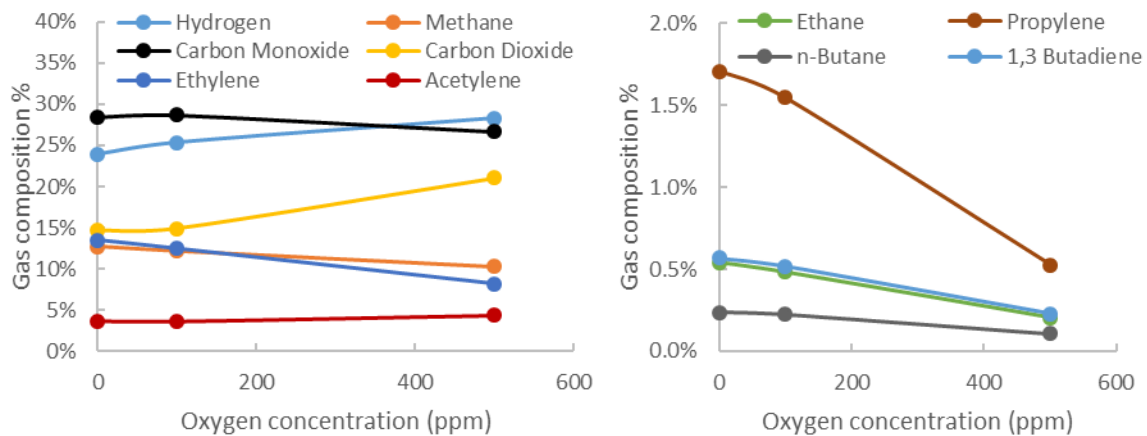 Hydrogen Methane
Carbon Monoxide Carbon Dioxide
Ethylene Acetylene
40%
35%
30%
25%
20%
15%
10%
5%
0%
Gas composition %
0 200 400 600
Oxygen concentration (ppm)
Ethane Propylene
n-Butane 1,3 Butadiene
2.0%
1.5%
1.0%
0.5%
0.0%
Gas composition %
0 200 400 600
Oxygen concentration (ppm)